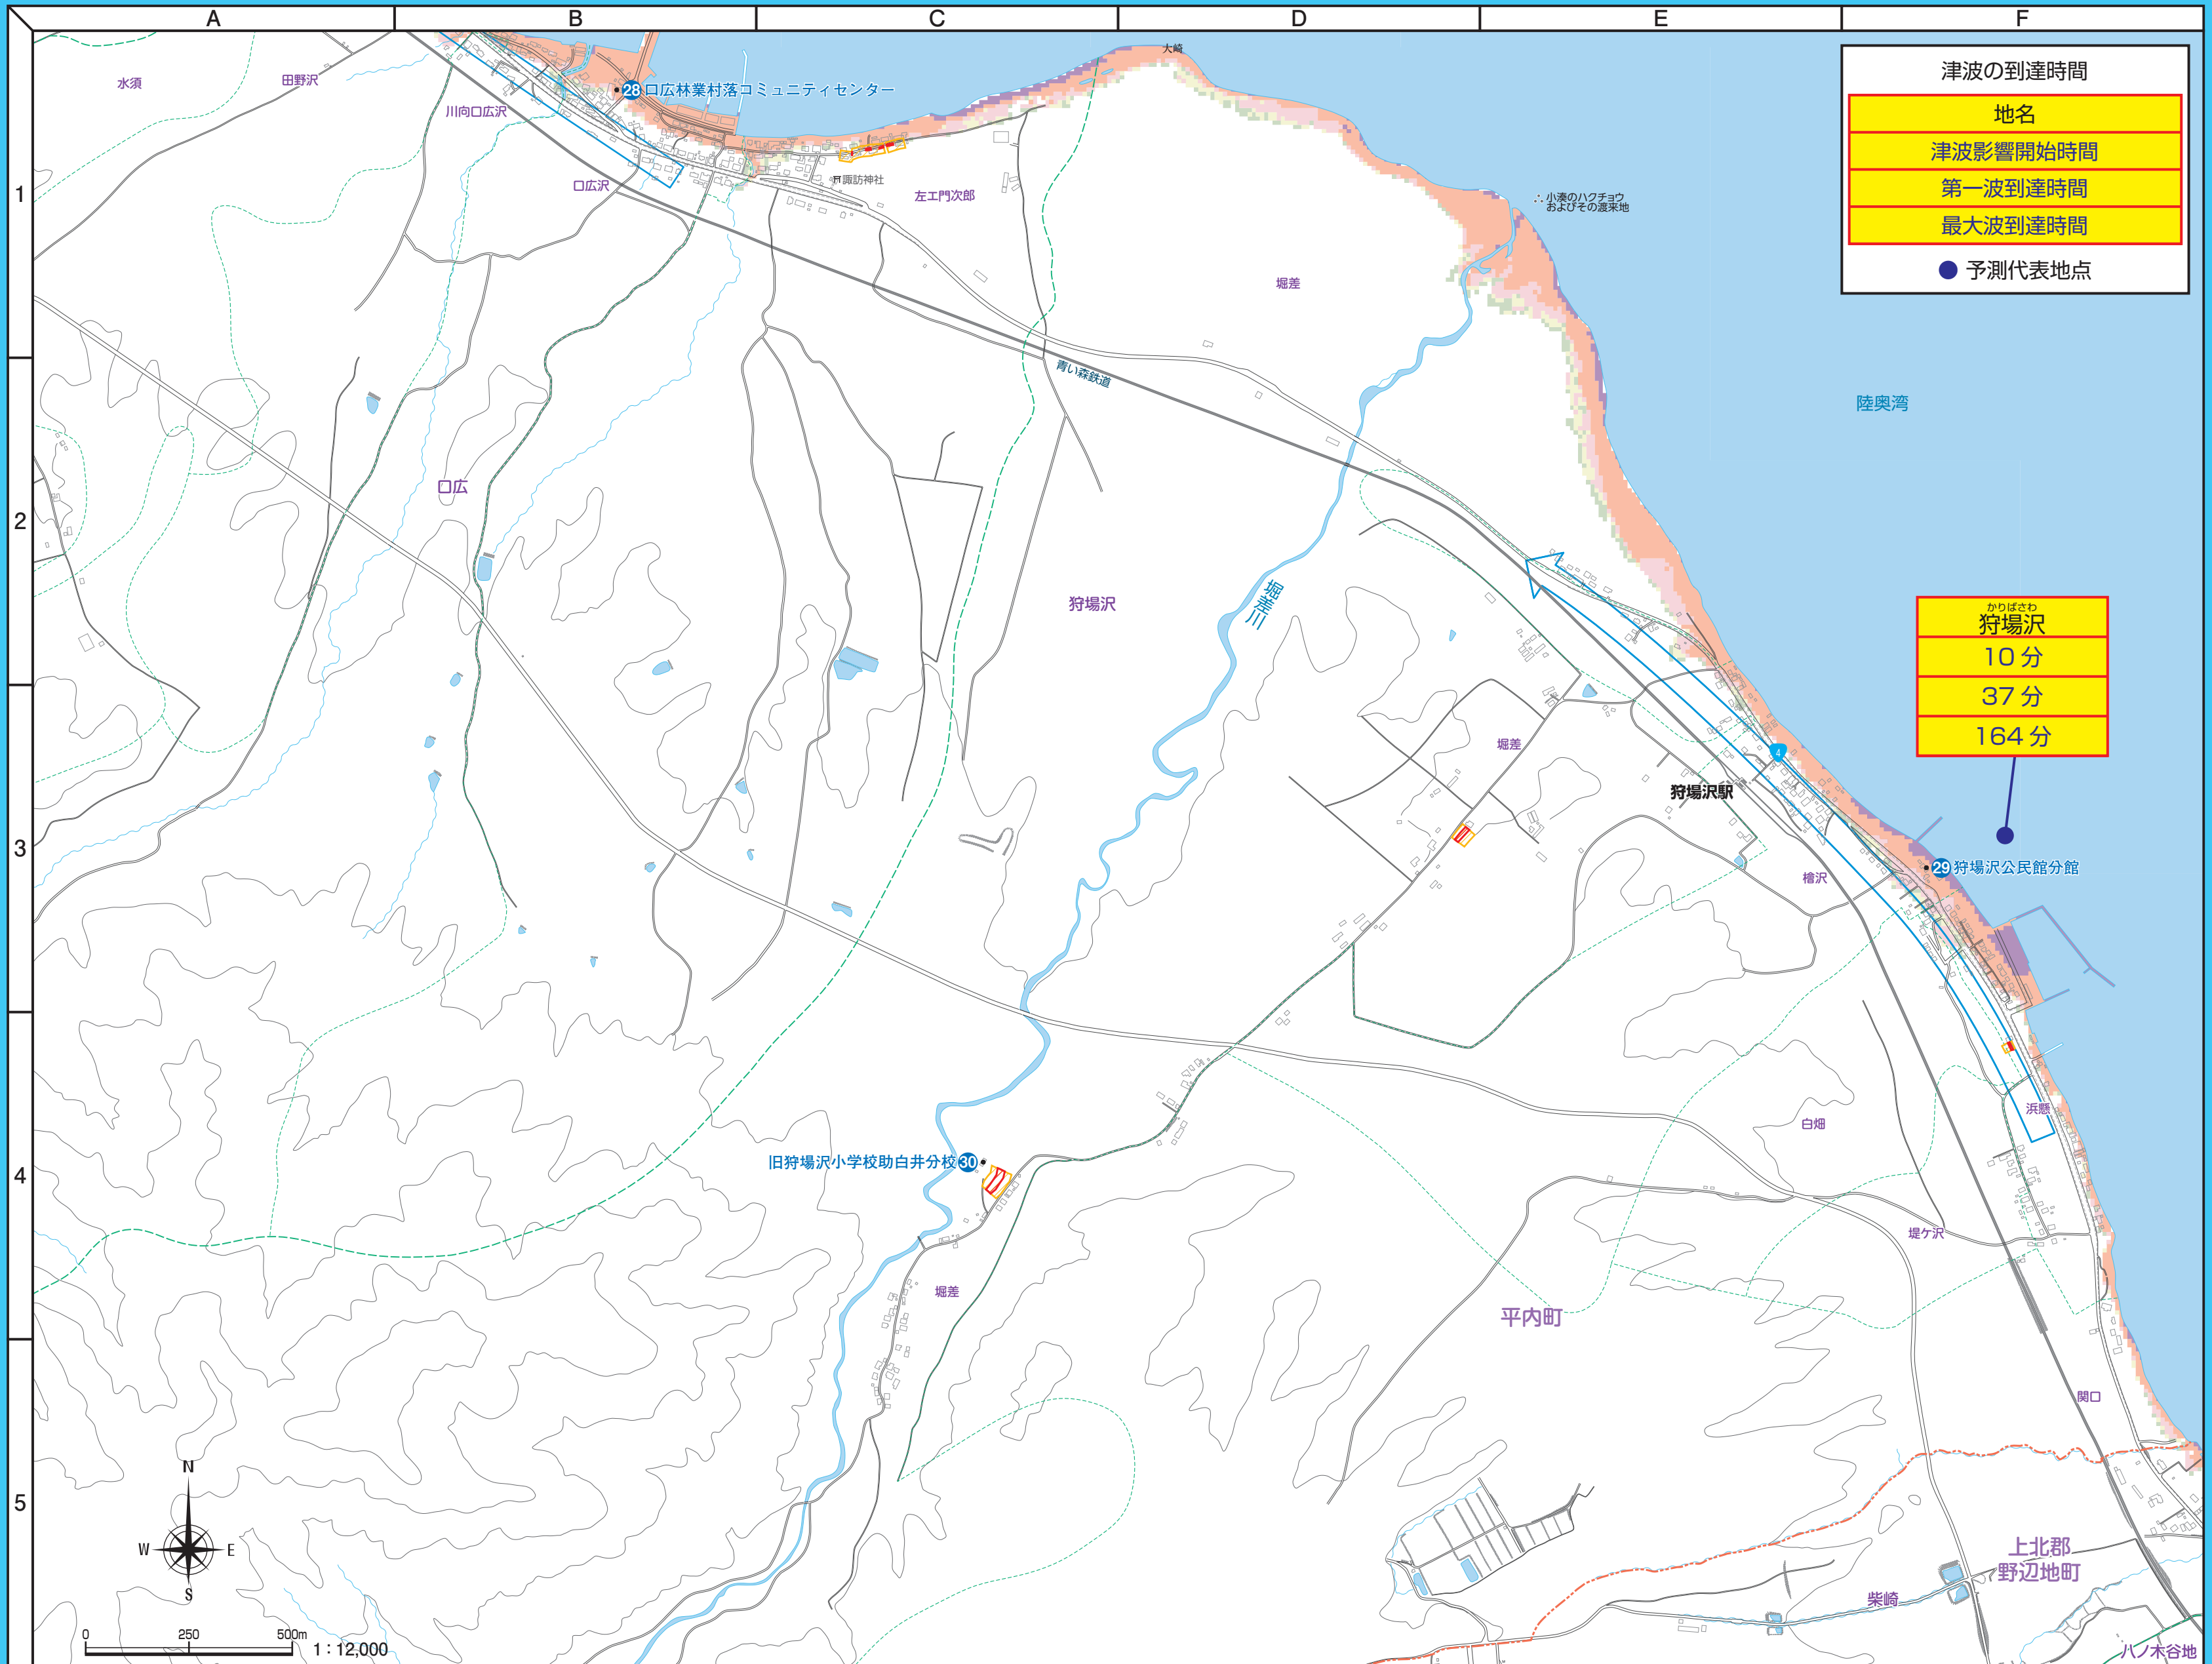 A
B
C
D
E
F
1
2
3
4
5
水須
田野沢
川向口広沢
28 口広林業村落コミュニティセンター
大崎
口広沢
諏訪神社
左エ門次郎
小湊のハクチョウ
およびその渡来地
堀差
津波の到達時間
地名
津波影響開始時間
第一波到達時間
最大波到達時間
予測代表地点
青い森鉄道
陸奥湾
口広
狩場沢
堀差川
かりばさわ
狩場沢
10分
37分
164分
堀差
4
狩場沢駅
29 狩場沢公民館分館
檜沢
浜懸
白畑
旧狩場沢小学校助白井分校 30
堤ケ沢
堀差
平内町
関口
上北郡
野辺地町
柴崎
八ノ木谷地
N
W
E
S
0
250
500m
1:12,000